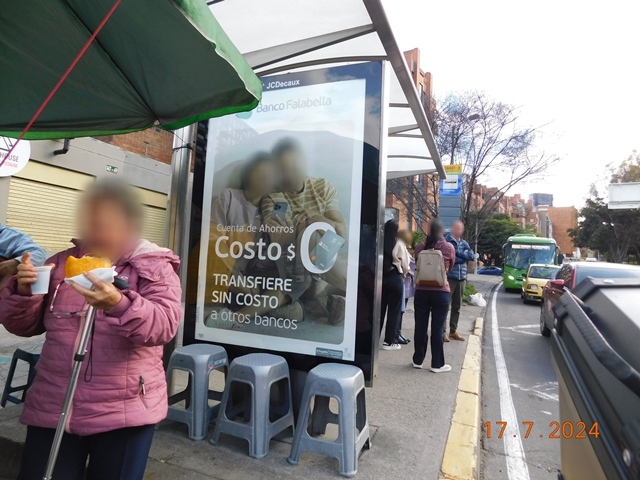 JCDecaux
Banco Falabella
Cuenta de Ahorros
Costo $0
TRANSFIERE
SIN COSTO
a otros bancos
17.7.2024